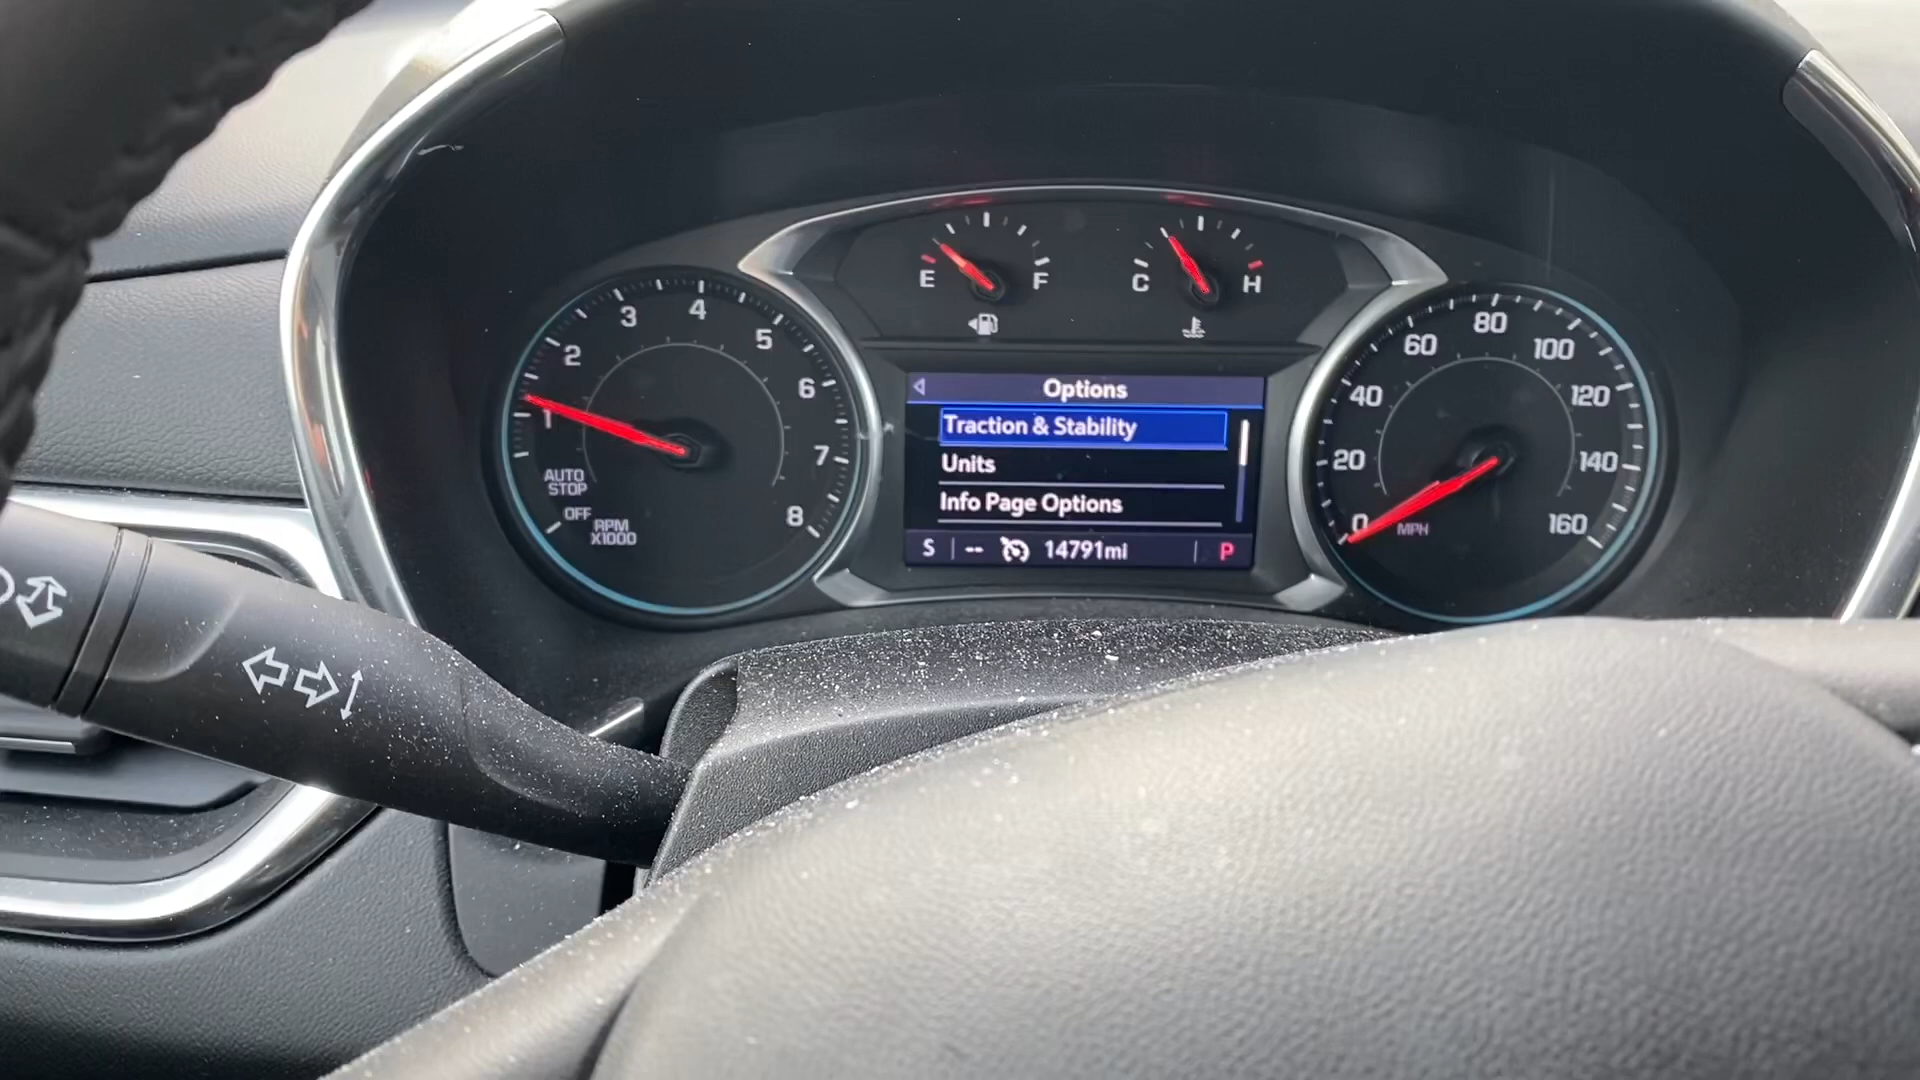 E F
C H
1 2 3 4 5 6 7 8
AUTO
STOP
OFF
RPM
X1000
Options
Traction & Stability
Units
Info Page Options
S -- 14791mi P
0 20 40 60 80 100 120 140 160
MPH